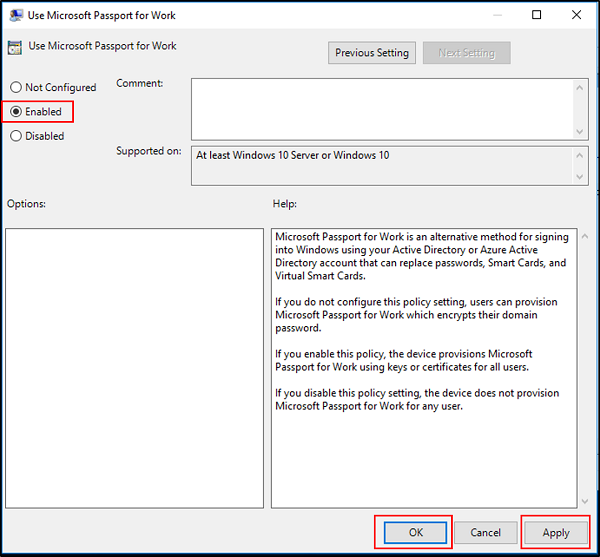 Use Microsoft Passport for Work
Use Microsoft Passport for Work
Previous Setting
Next Setting
Not Configured
Comment:
Enabled
Disabled
Supported on:
At least Windows 10 Server or Windows 10
Options:
Help:
Microsoft Passport for Work is an alternative method for signing
into Windows using your Active Directory or Azure Active
Directory account that can replace passwords, Smart Cards, and
Virtual Smart Cards.
If you do not configure this policy setting, users can provision
Microsoft Passport for Work which encrypts their domain
password.
If you enable this policy, the device provisions Microsoft
Passport for Work using keys or certificates for all users.
If you disable this policy setting, the device does not provision
Microsoft Passport for Work for any user.
OK
Cancel
Apply